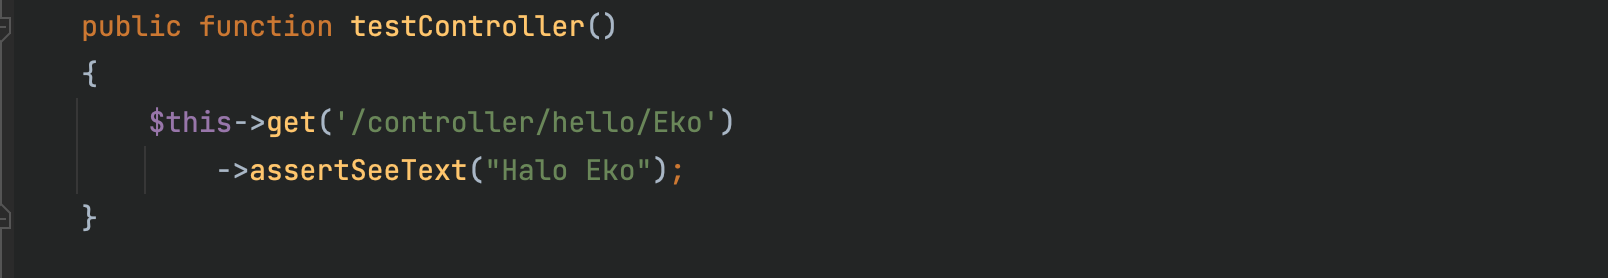 public function testController()
{
    $this->get('/controller/hello/Eko')
        ->assertSeeText("Halo Eko");
}